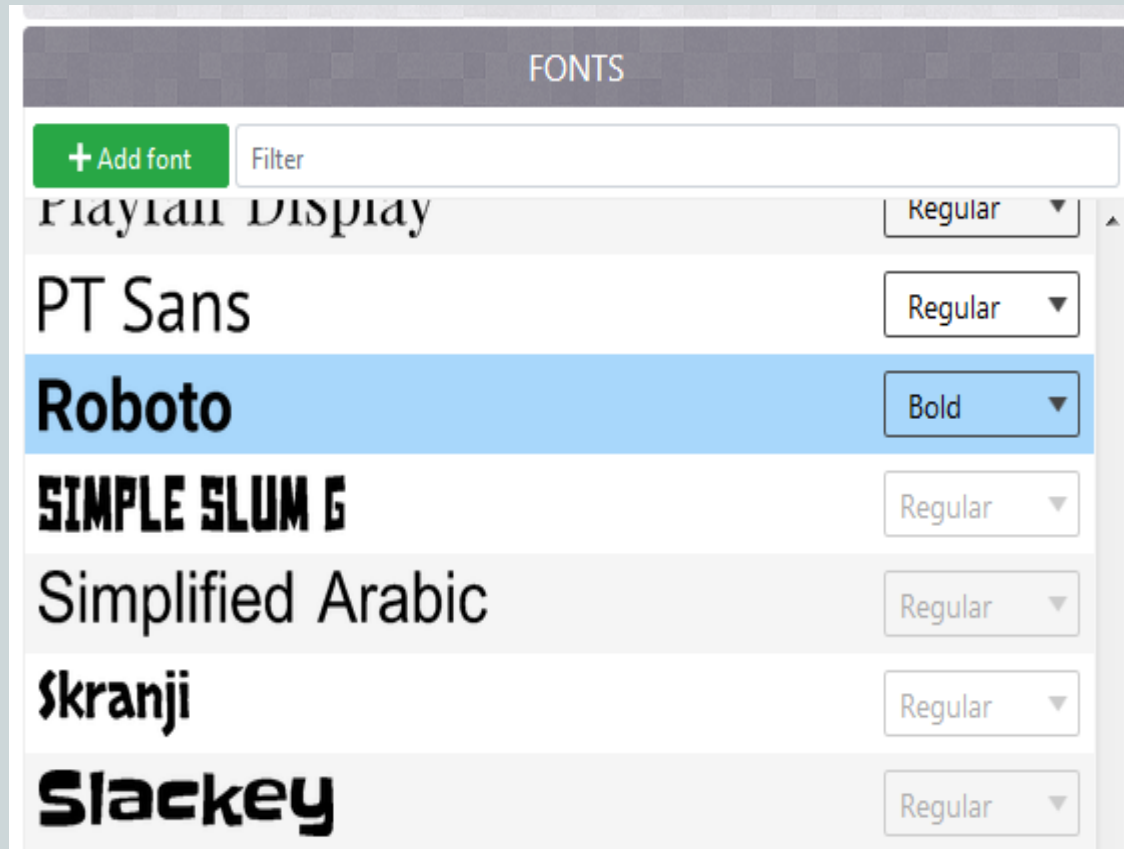 FONTS
+ Add font Filter
Playfair Display Regular
PT Sans Regular
Roboto Bold
SIMPLE SLUM G Regular
Simplified Arabic Regular
Skranji Regular
Slackey Regular